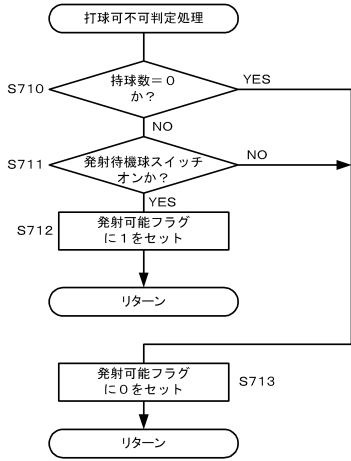 打球可不可判定処理
S710
持球数=0
か?
YES
NO
S711
発射待機球スイッチ
オンか?
NO
YES
S712
発射可能フラグ
に1をセット
リターン
発射可能フラグ
に0をセット
S713
リターン